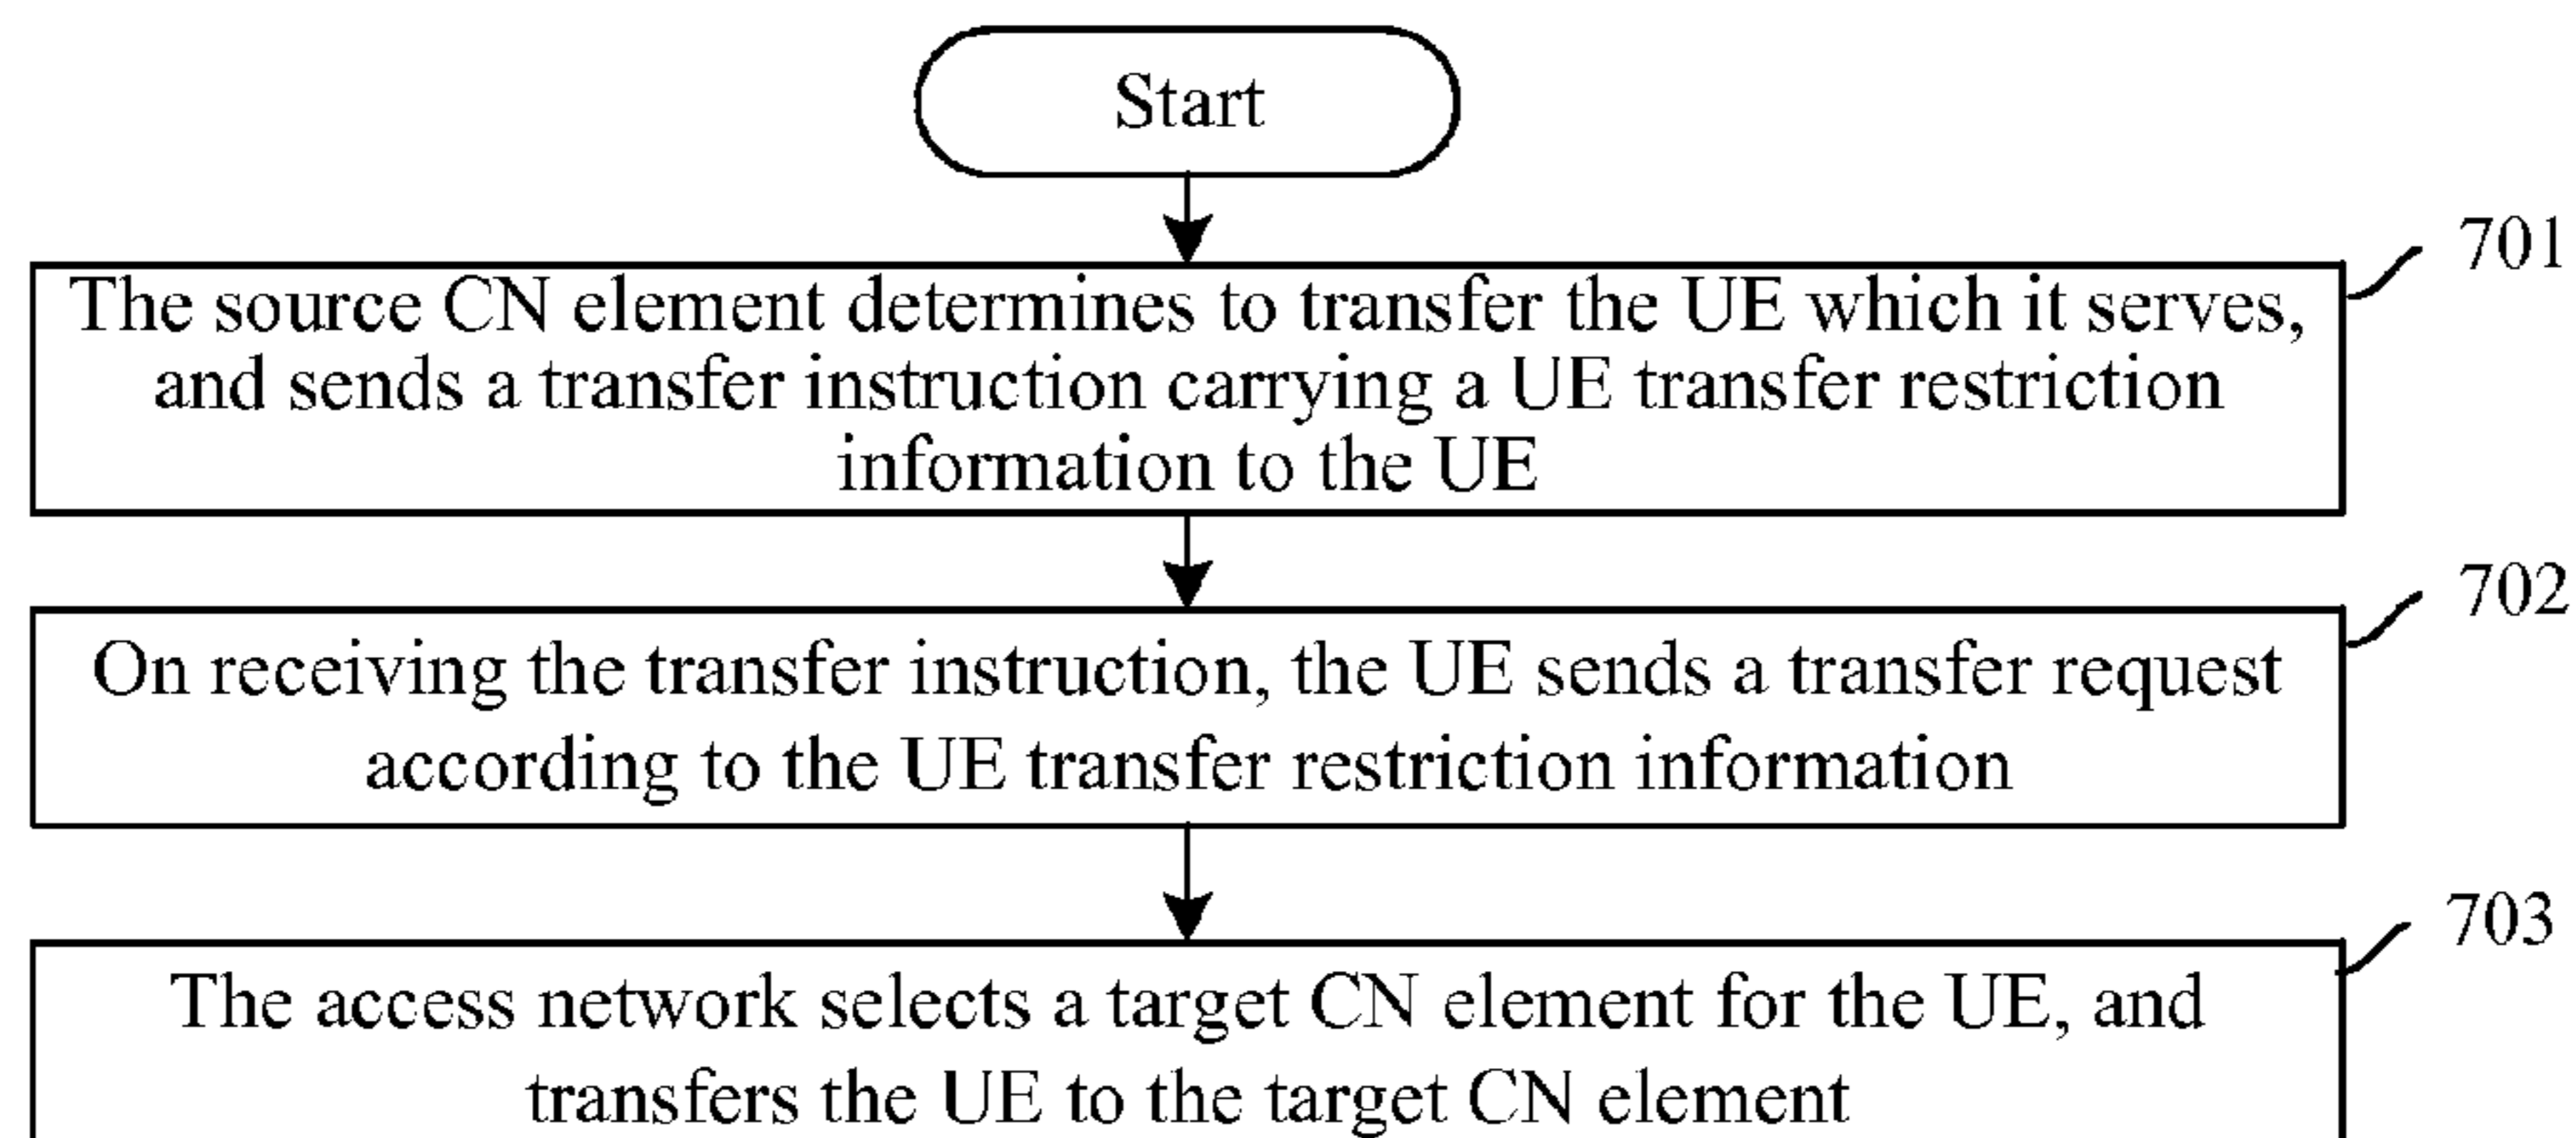 Start
701
The source CN element determines to transfer the UE which it serves,
and sends a transfer instruction carrying a UE transfer restriction
information to the UE
702
On receiving the transfer instruction, the UE sends a transfer request
according to the UE transfer restriction information
703
The access network selects a target CN element for the UE, and
transfers the UE to the target CN element